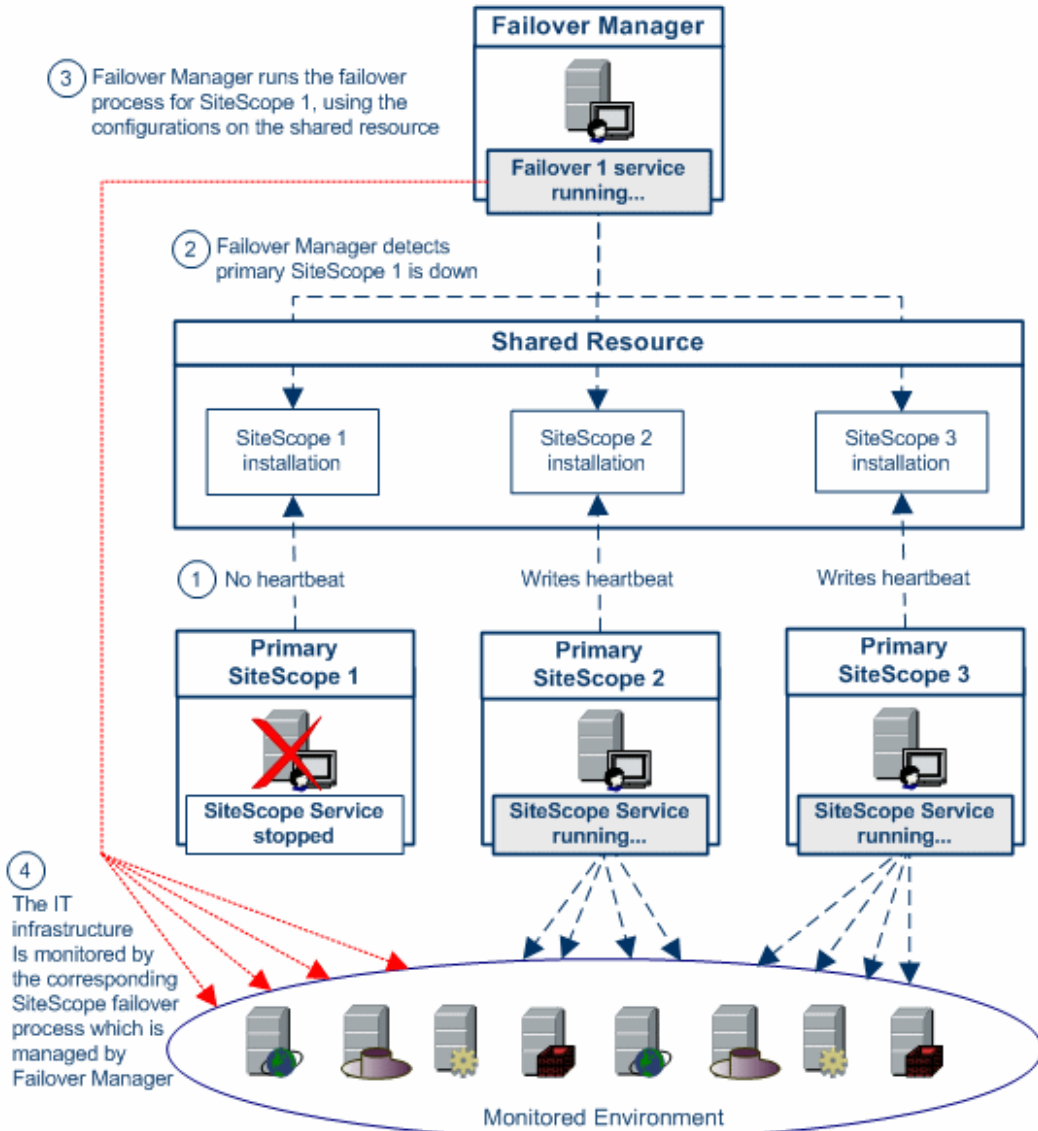 Failover Manager
3
Failover Manager runs the failover
process for SiteScope 1, using the
configurations on the shared resource
Failover 1 service
running...
2
Failover Manager detects
primary SiteScope 1 is down
Shared Resource
SiteScope 1
installation
SiteScope 2
installation
SiteScope 3
installation
1
No heartbeat
Writes heartbeat
Writes heartbeat
Primary
SiteScope 1
Primary
SiteScope 2
Primary
SiteScope 3
SiteScope Service
stopped
SiteScope Service
running...
SiteScope Service
running...
4
The IT
infrastructure
Is monitored by
the corresponding
SiteScope failover
process which is
managed by
Failover Manager
Monitored Environment